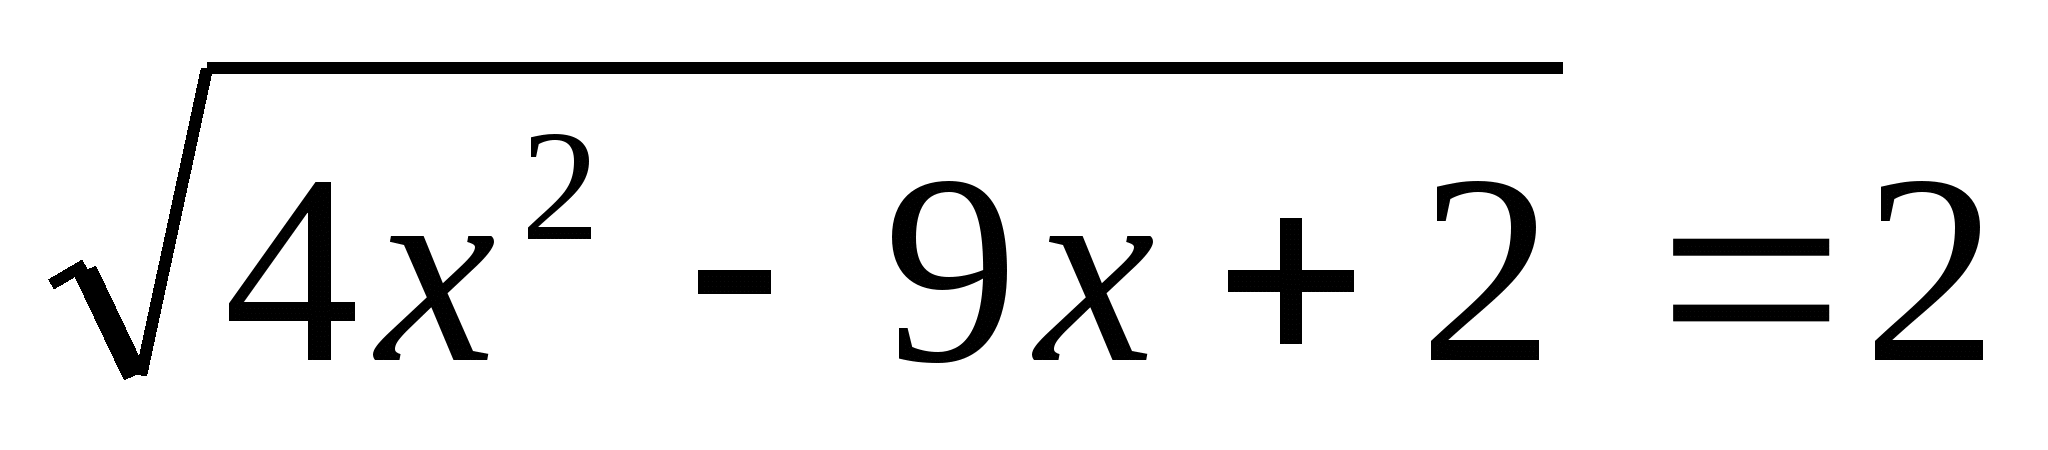 √4x² - 9x + 2 = 2